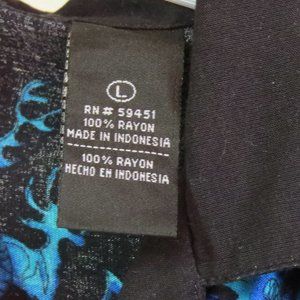 L
RN# 59451
100% RAYON
MADE IN INDONESIA
100% RAYON
HECHO EN INDONESIA